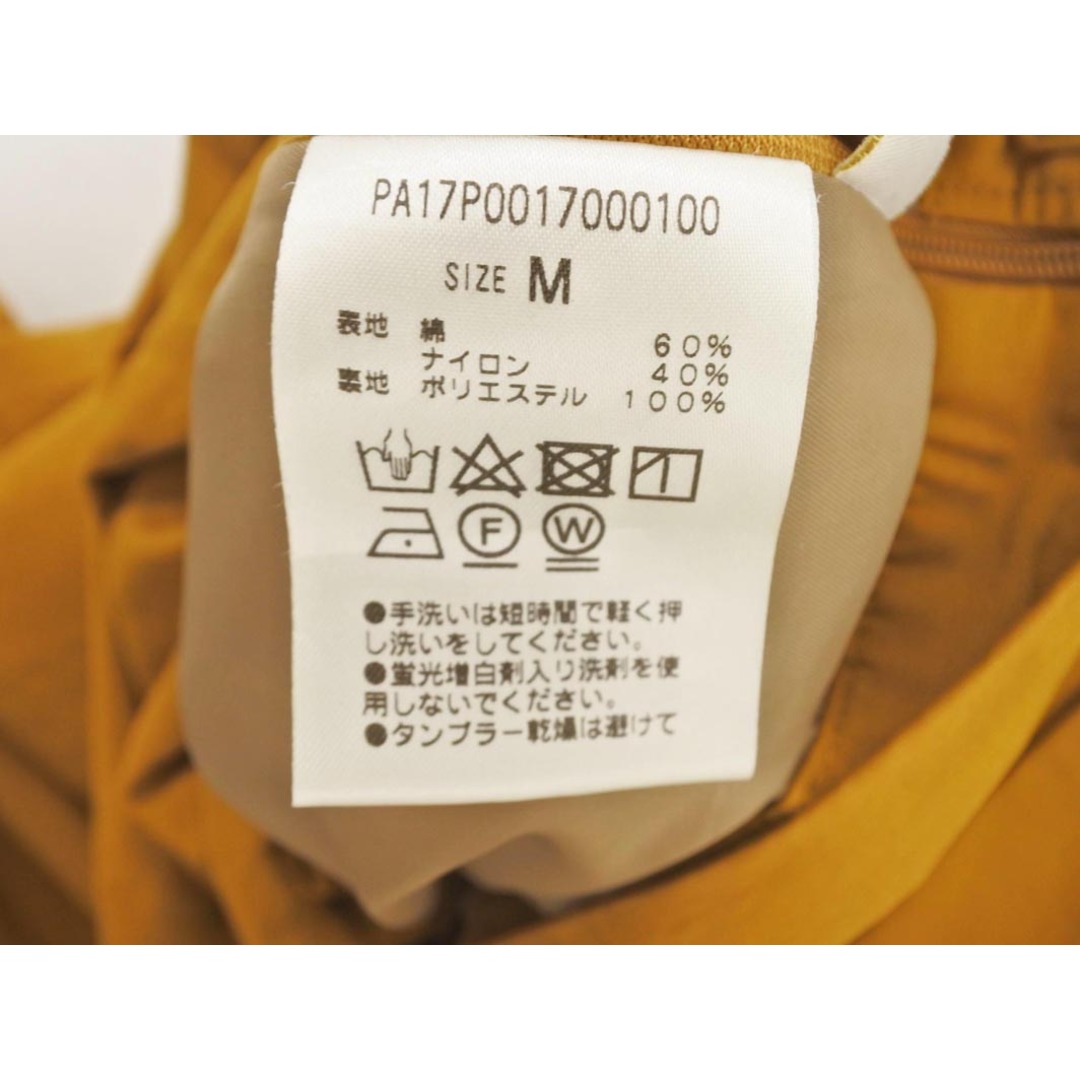 PA17P0017000100
SIZE M
表地 綿 60%
ナイロン 40%
裏地 ポリエステル 100%
F W
●手洗いは短時間で軽く押
し洗いをしてください。
●蛍光増白剤入り洗剤を使
用しないでください。
●タンブラー乾燥は避けて